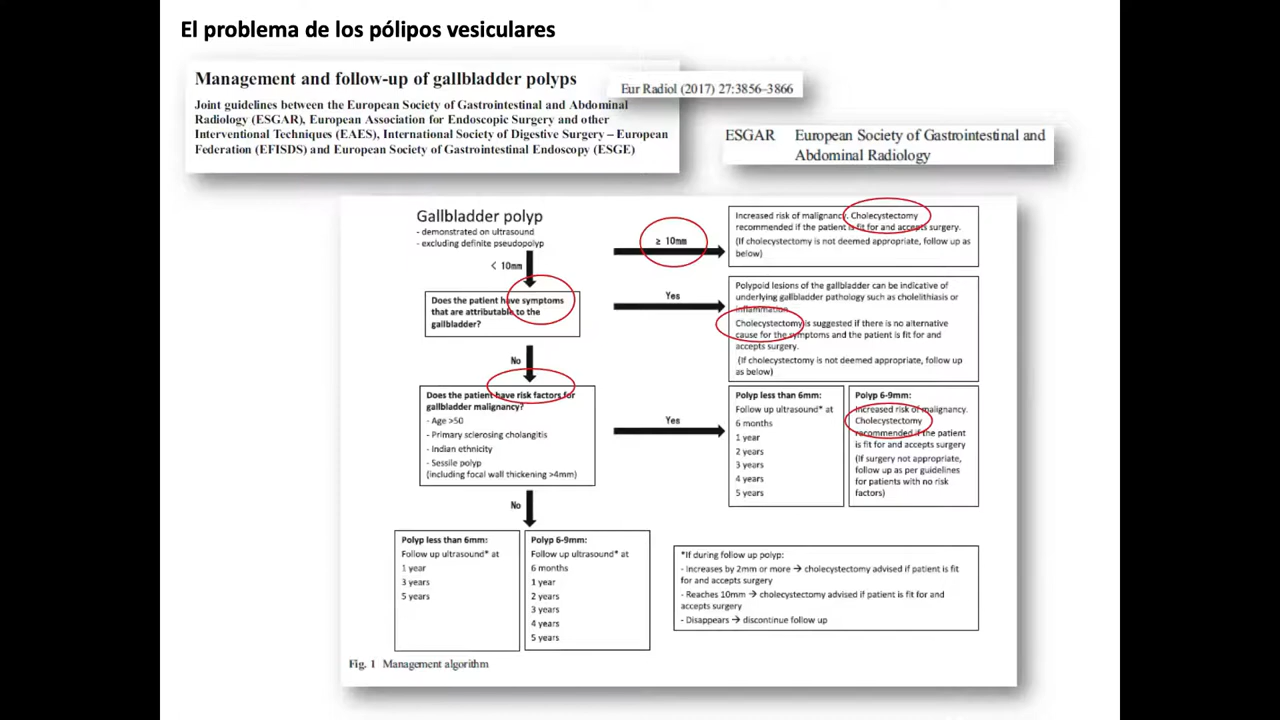 El problema de los pólipos vesiculares
Management and follow-up of gallbladder polyps
Eur Radiol (2017) 27:3856–3866
Joint guidelines between the European Society of Gastrointestinal and Abdominal
Radiology (ESGAR), European Association for Endoscopic Surgery and other
Interventional Techniques (EAES), International Society of Digestive Surgery – European
Federation (EFISDS) and European Society of Gastrointestinal Endoscopy (ESGE)
ESGAR European Society of Gastrointestinal and
Abdominal Radiology
Gallbladder polyp
- demonstrated on ultrasound
- excluding definite pseudopolyp
≥ 10mm
Increased risk of malignancy. Cholecystectomy
recommended if the patient is fit for and accepts surgery.
(If cholecystectomy is not deemed appropriate, follow up as
below)
< 10mm
Does the patient have symptoms
that are attributable to the
gallbladder?
Yes
Polypoid lesions of the gallbladder can be indicative of
underlying gallbladder pathology such as cholelithiasis or
inflammation.
Cholecystectomy is suggested if there is no alternative
cause for the symptoms and the patient is fit for and
accepts surgery.
(If cholecystectomy is not deemed appropriate, follow up
as below)
No
Does the patient have risk factors for
gallbladder malignancy?
- Age >50
- Primary sclerosing cholangitis
- Indian ethnicity
- Sessile polyp
(including focal wall thickening >4mm)
Yes
Polyp less than 6mm:
Follow up ultrasound* at
6 months
1 year
2 years
3 years
4 years
5 years
Polyp 6-9mm:
Increased risk of malignancy.
Cholecystectomy
recommended if the patient
is fit for and accepts surgery
(If surgery not appropriate,
follow up as per guidelines
for patients with no risk
factors)
No
Polyp less than 6mm:
Follow up ultrasound* at
1 year
3 years
5 years
Polyp 6-9mm:
Follow up ultrasound* at
6 months
1 year
2 years
3 years
4 years
5 years
*If during follow up polyp:
- Increases by 2mm or more → cholecystectomy advised if patient is fit
for and accepts surgery
- Reaches 10mm → cholecystectomy advised if patient is fit for and
accepts surgery
- Disappears → discontinue follow up
Fig. 1 Management algorithm